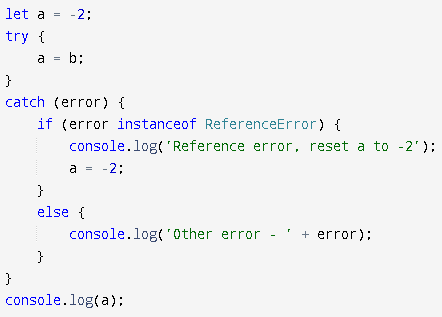 let a = -2;
try {
    a = b;
}
catch (error) {
    if (error instanceof ReferenceError) {
        console.log('Reference error, reset a to -2');
        a = -2;
    }
    else {
        console.log('Other error - ' + error);
    }
}
console.log(a);